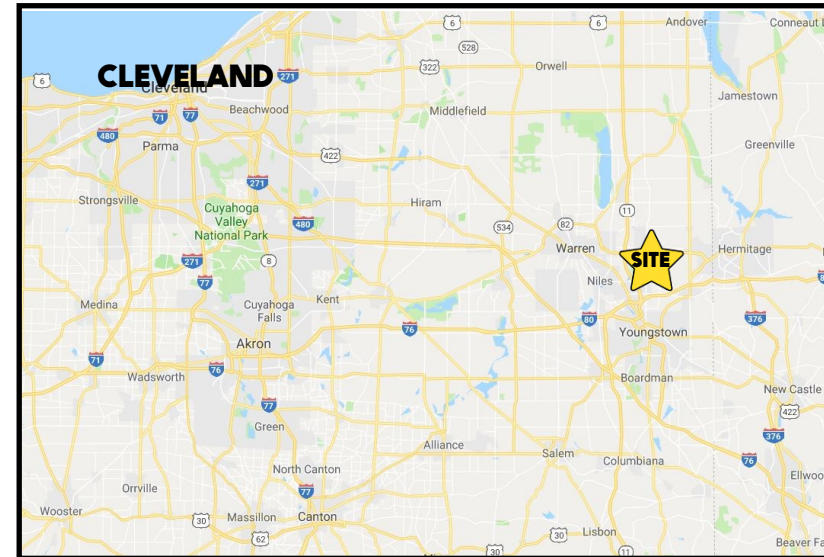 6
6
Andover
Conneaut L
528
322
Orwell
CLEVELAND
271
Cleveland
6
Jamestown
Beachwood
Middlefield
71
77
480
Parma
Greenville
422
271
Strongsville
Hiram
Cuyahoga
Valley
National Park
480
11
534
82
Warren
Hermitage
8
271
SITE
77
Niles
Medina
Cuyahoga
Falls
Kent
76
80
376
Youngstown
Akron
71
76
Wadsworth
Boardman
77
New Castle
422
Green
376
Alliance
Salem
Columbiana
76
North Canton
Ellwoo
Orrville
77
Wooster
30
Massillon
Canton
62
30
Lisbon
30
11
Beaver Fa